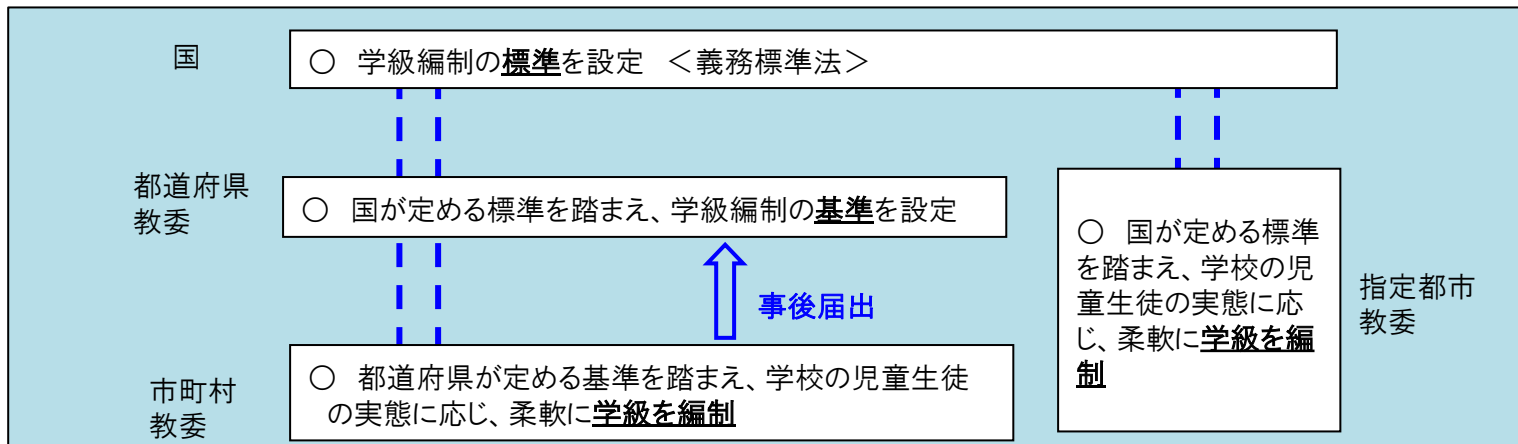 国
○ 学級編制の標準を設定 ＜義務標準法＞
都道府県
教委
○ 国が定める標準を踏まえ、学級編制の基準を設定
事後届出
市町村
教委
○ 都道府県が定める基準を踏まえ、学校の児童生徒
の実態に応じ、柔軟に学級を編制
○ 国が定める標準
を踏まえ、学校の児
童生徒の実態に応
じ、柔軟に学級を編
制
指定都市
教委